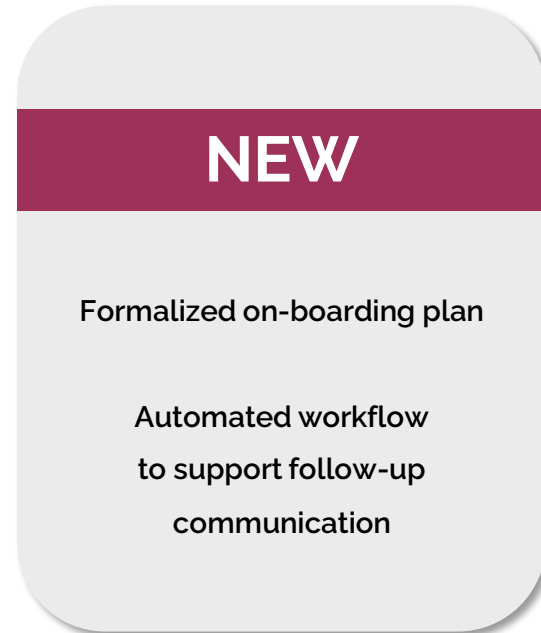 NEW
Formalized on-boarding plan
Automated workflow
to support follow-up
communication